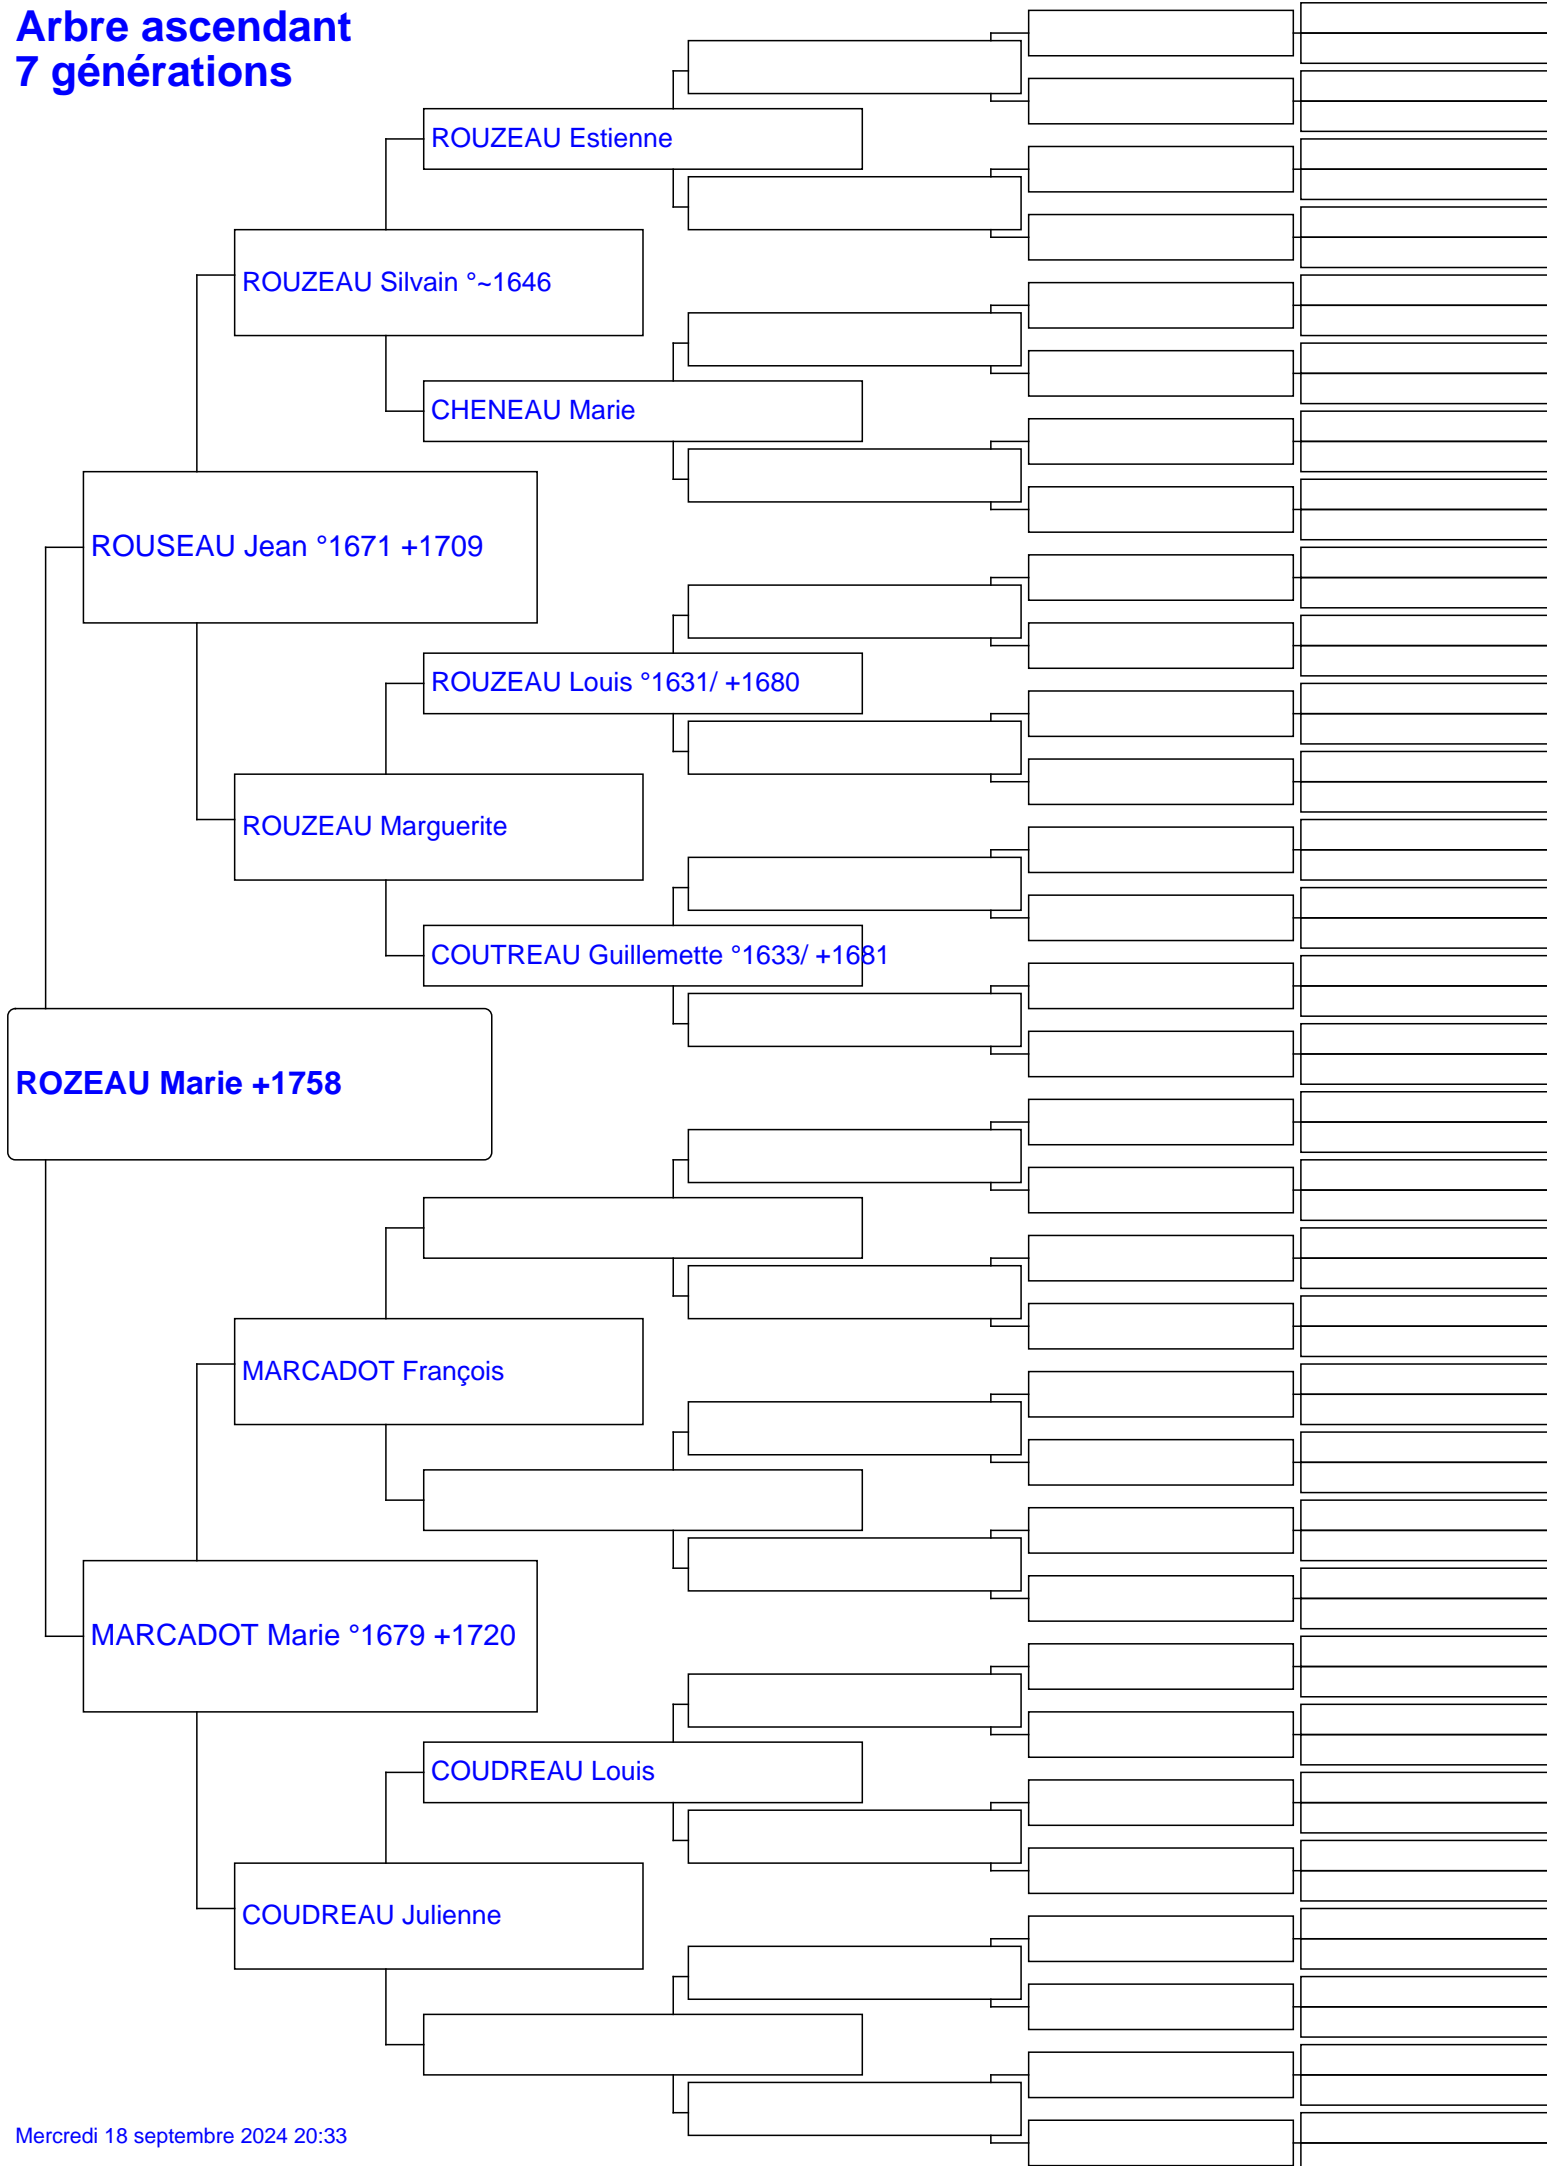 Arbre ascendant
7 générations
ROUZEAU Estienne
ROUZEAU Silvain °~1646
CHENEAU Marie
ROUSEAU Jean °1671 +1709
ROUZEAU Louis °1631/ +1680
ROUZEAU Marguerite
COUTREAU Guillemette °1633/ +1681
ROZEAU Marie +1758
MARCADOT François
MARCADOT Marie °1679 +1720
COUDREAU Louis
COUDREAU Julienne
Mercredi 18 septembre 2024 20:33